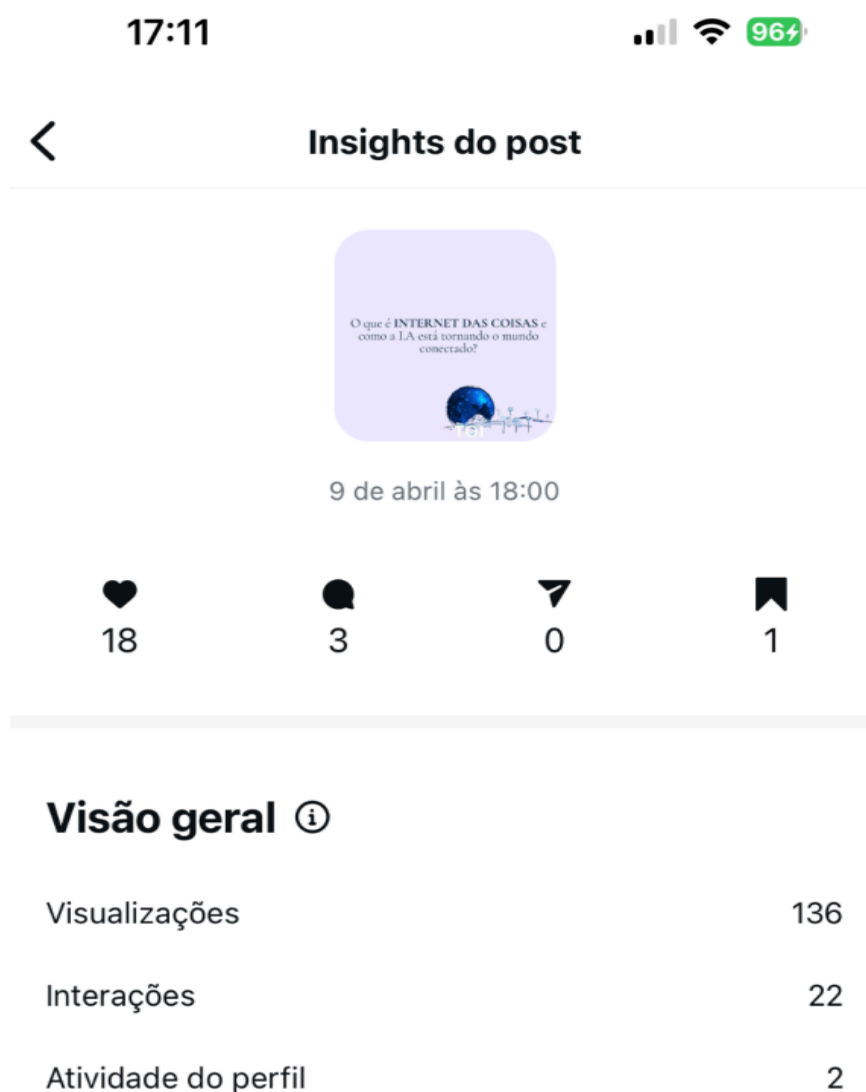 17:11
96
Insights do post
O que é INTERNET DAS COISAS e
como a I.A está tornando o mundo
conectado?
TOI
9 de abril às 18:00
18 3 0 1
Visão geral
Visualizações 136
Interações 22
Atividade do perfil 2